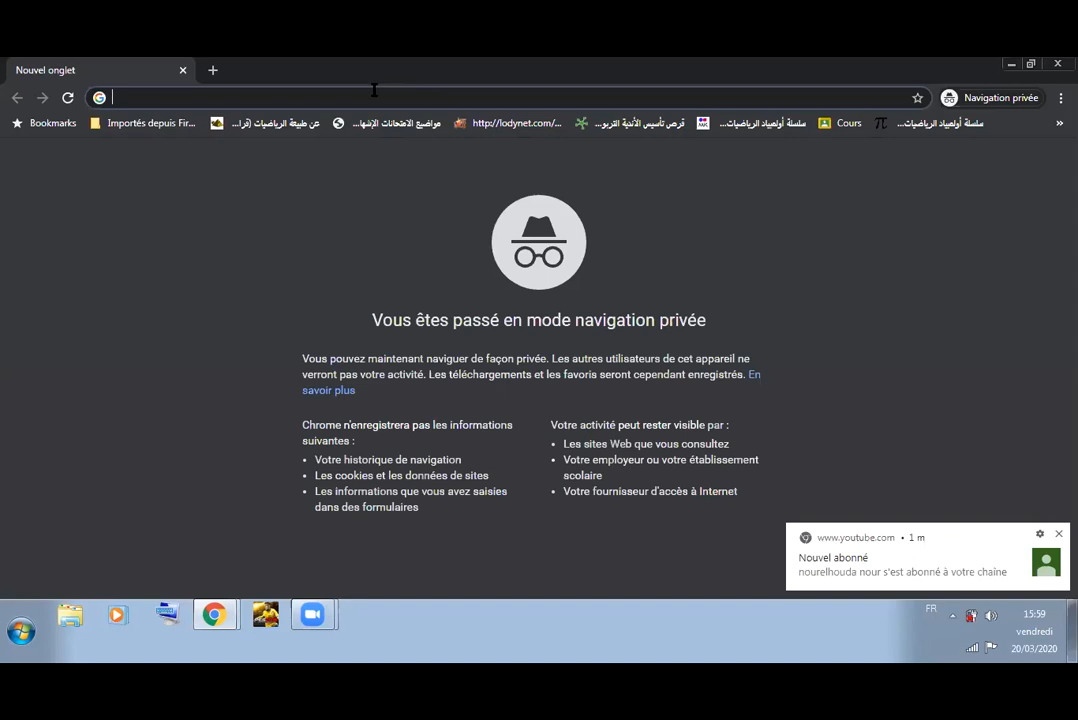 Nouvel onglet
Navigation privée
Bookmarks
Importés depuis Fir...
عن طبيعة الرياضيات (قرا...
مواضيع الامتحانات الإشها...
http://lodynet.com/...
قرص تأسيس الأندية التربو...
سلسلة أولمبياد الرياضيات...
Cours
سلسلة أولمبياد الرياضيات...
»
Vous êtes passé en mode navigation privée
Vous pouvez maintenant naviguer de façon privée. Les autres utilisateurs de cet appareil ne
verront pas votre activité. Les téléchargements et les favoris seront cependant enregistrés. En
savoir plus
Chrome n'enregistrera pas les informations
suivantes :
• Votre historique de navigation
• Les cookies et les données de sites
• Les informations que vous avez saisies
dans des formulaires
Votre activité peut rester visible par :
• Les sites Web que vous consultez
• Votre employeur ou votre établissement
scolaire
• Votre fournisseur d'accès à Internet
www.youtube.com • 1 m
Nouvel abonné
nourelhouda nour s'est abonné à votre chaîne
FR
15:59
vendredi
20/03/2020